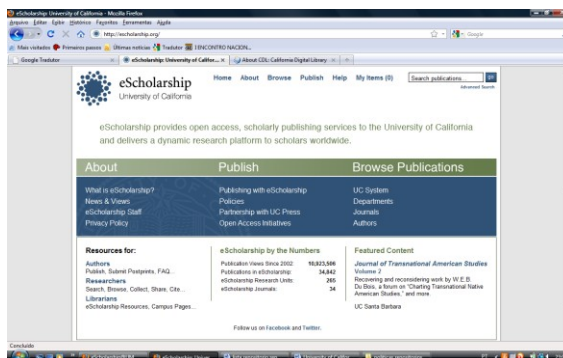 eScholarship: University of California - Mozilla Firefox
Arquivo Editar Exibir Histórico Favoritos Ferramentas Ajuda
http://escholarship.org/
Google
Mais visitados Primeiros passos Últimas notícias Tradutor I ENCONTRO NACION...
Google Tradutor
eScholarship: University of Califor...
About CDL: California Digital Library
eScholarship
University of California
Home About Browse Publish Help My Items (0)
Search publications...
Advanced Search
eScholarship provides open access, scholarly publishing services to the University of California
and delivers a dynamic research platform to scholars worldwide.
About Publish Browse Publications
What is eScholarship? Publishing with eScholarship UC System
News & Views Policies Departments
eScholarship Staff Partnership with UC Press Journals
Privacy Policy Open Access Initiatives Authors
Resources for: eScholarship by the Numbers Featured Content
Authors
Publish, Submit Postprints, FAQ...
Researchers
Search, Browse, Collect, Share, Cite...
Librarians
eScholarship Resources, Campus Pages...
Publication Views Since 2002 10,923,506
Publications in eScholarship: 34,842
eScholarship Research Units: 265
eScholarship Journals: 34
Journal of Transnational American Studies
Volume 2
Recovering and reconsidering work by W.E.B.
Du Bois, a forum on "Charting Transnational Native
American Studies," and more.
UC Santa Barbara
Follow us on Facebook and Twitter.
Concluído
PT